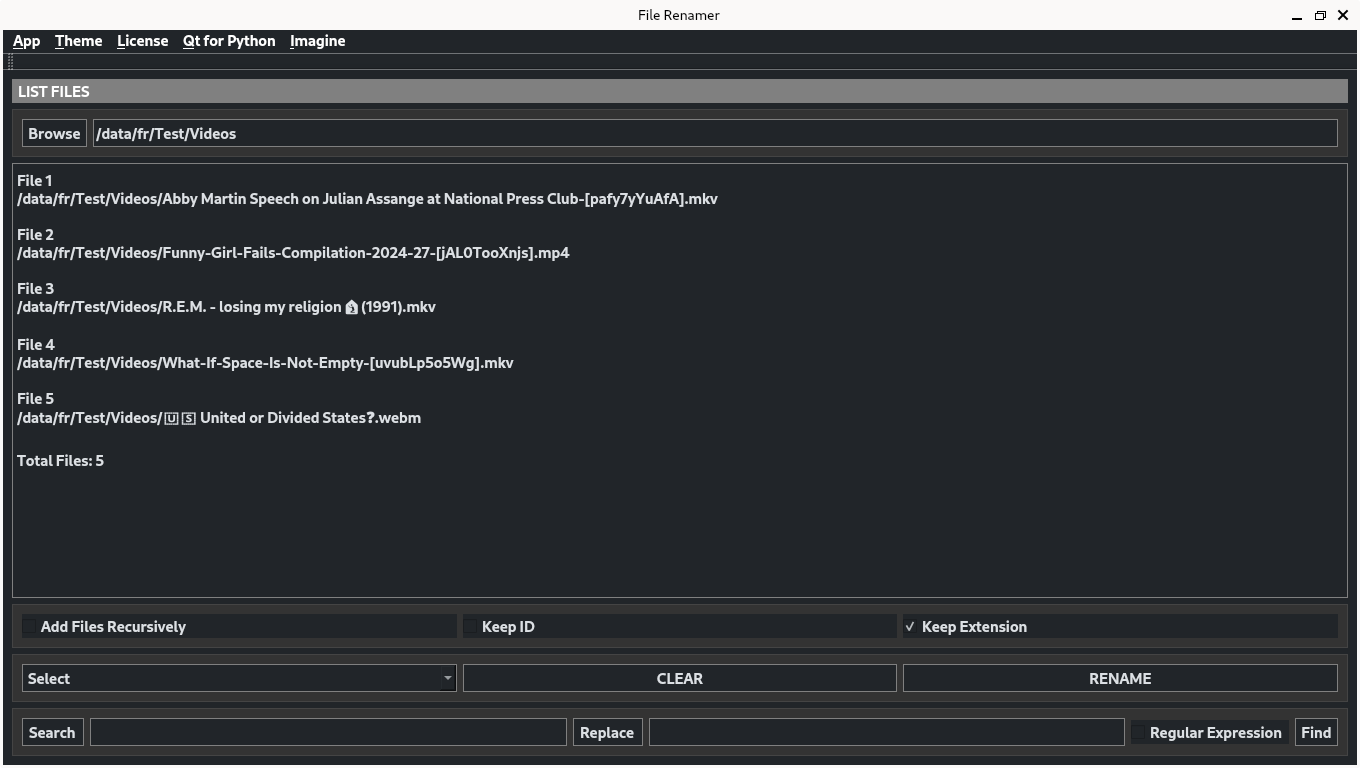 File Renamer
App Theme License Qt for Python Imagine
LIST FILES
Browse /data/fr/Test/Videos
File 1
/data/fr/Test/Videos/Abby Martin Speech on Julian Assange at National Press Club-[pafy7yYuAfA].mkv
File 2
/data/fr/Test/Videos/Funny-Girl-Fails-Compilation-2024-27-[jAL0TooXnjs].mp4
File 3
/data/fr/Test/Videos/R.E.M. - losing my religion (1991).mkv
File 4
/data/fr/Test/Videos/What-If-Space-Is-Not-Empty-[uvubLp5o5Wg].mkv
File 5
/data/fr/Test/Videos/🇺 🇸 United or Divided States❓.webm
Total Files: 5
Add Files Recursively Keep ID ✓ Keep Extension
Select CLEAR RENAME
Search Replace Regular Expression Find